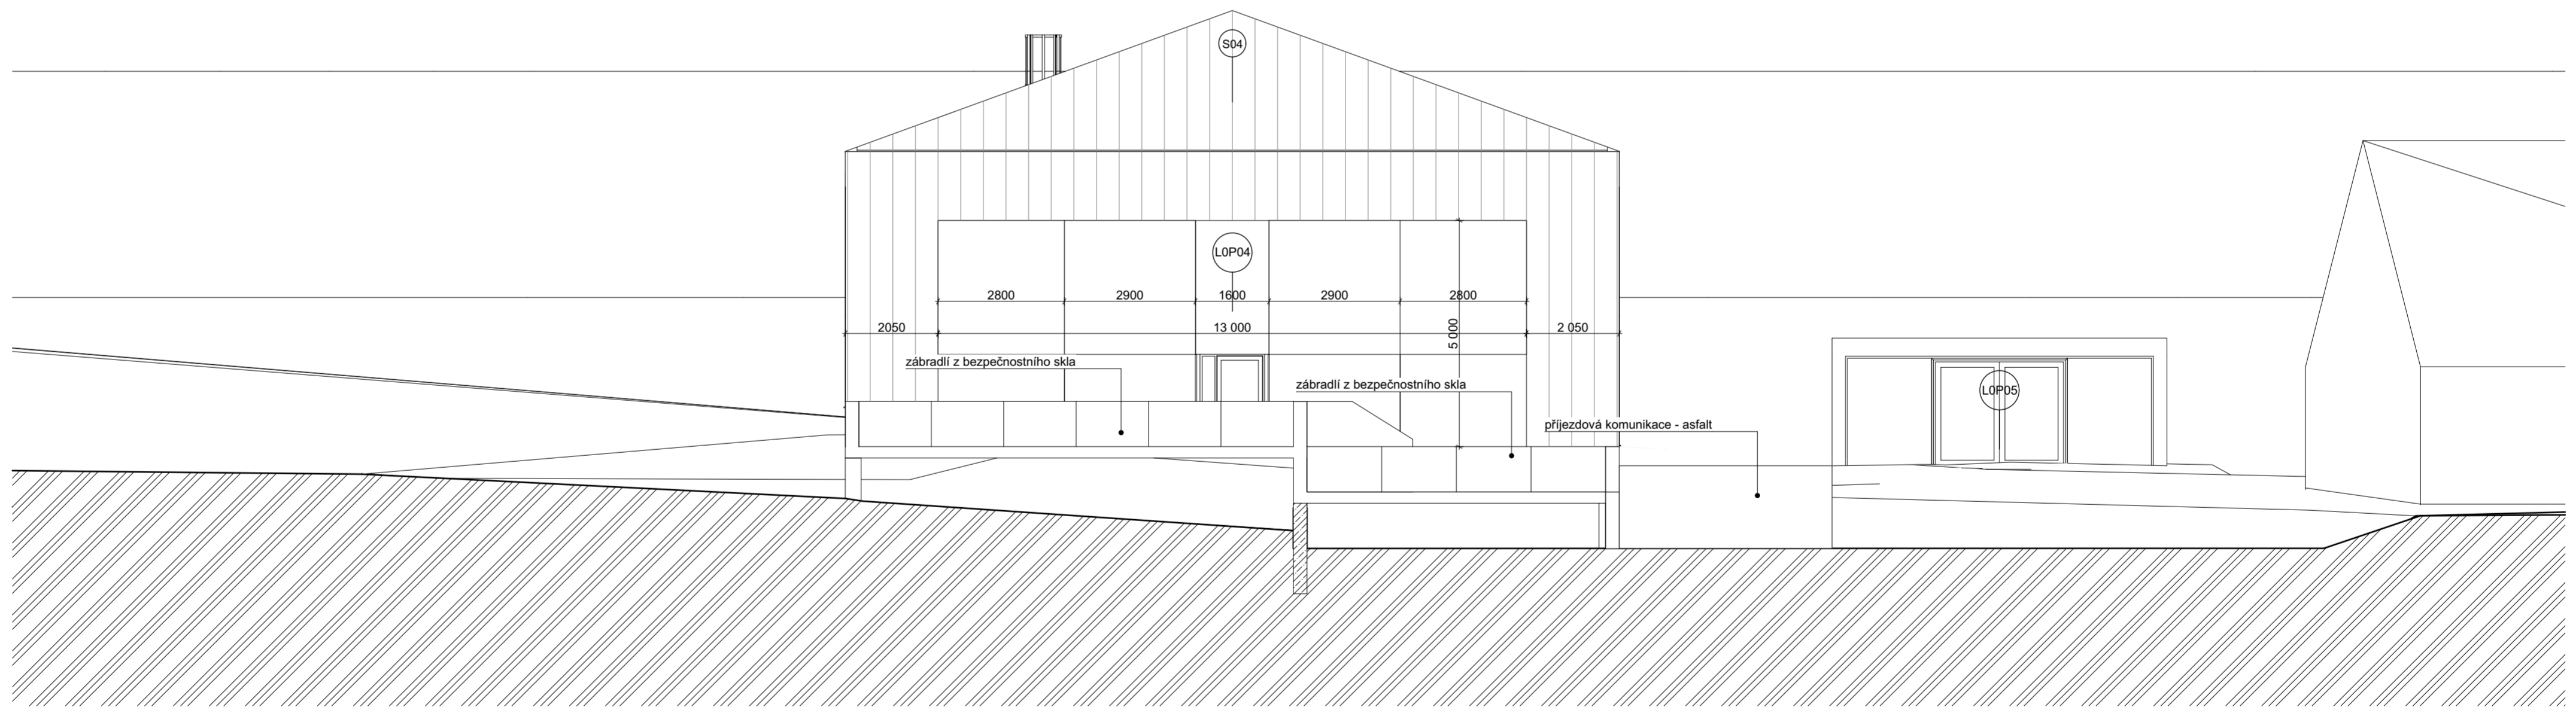 S04
L0P04
2800
2900
1600
2900
2800
2050
13 000
5 000
2 050
zábradlí z bezpečnostního skla
zábradlí z bezpečnostního skla
L0P05
příjezdová komunikace - asfalt